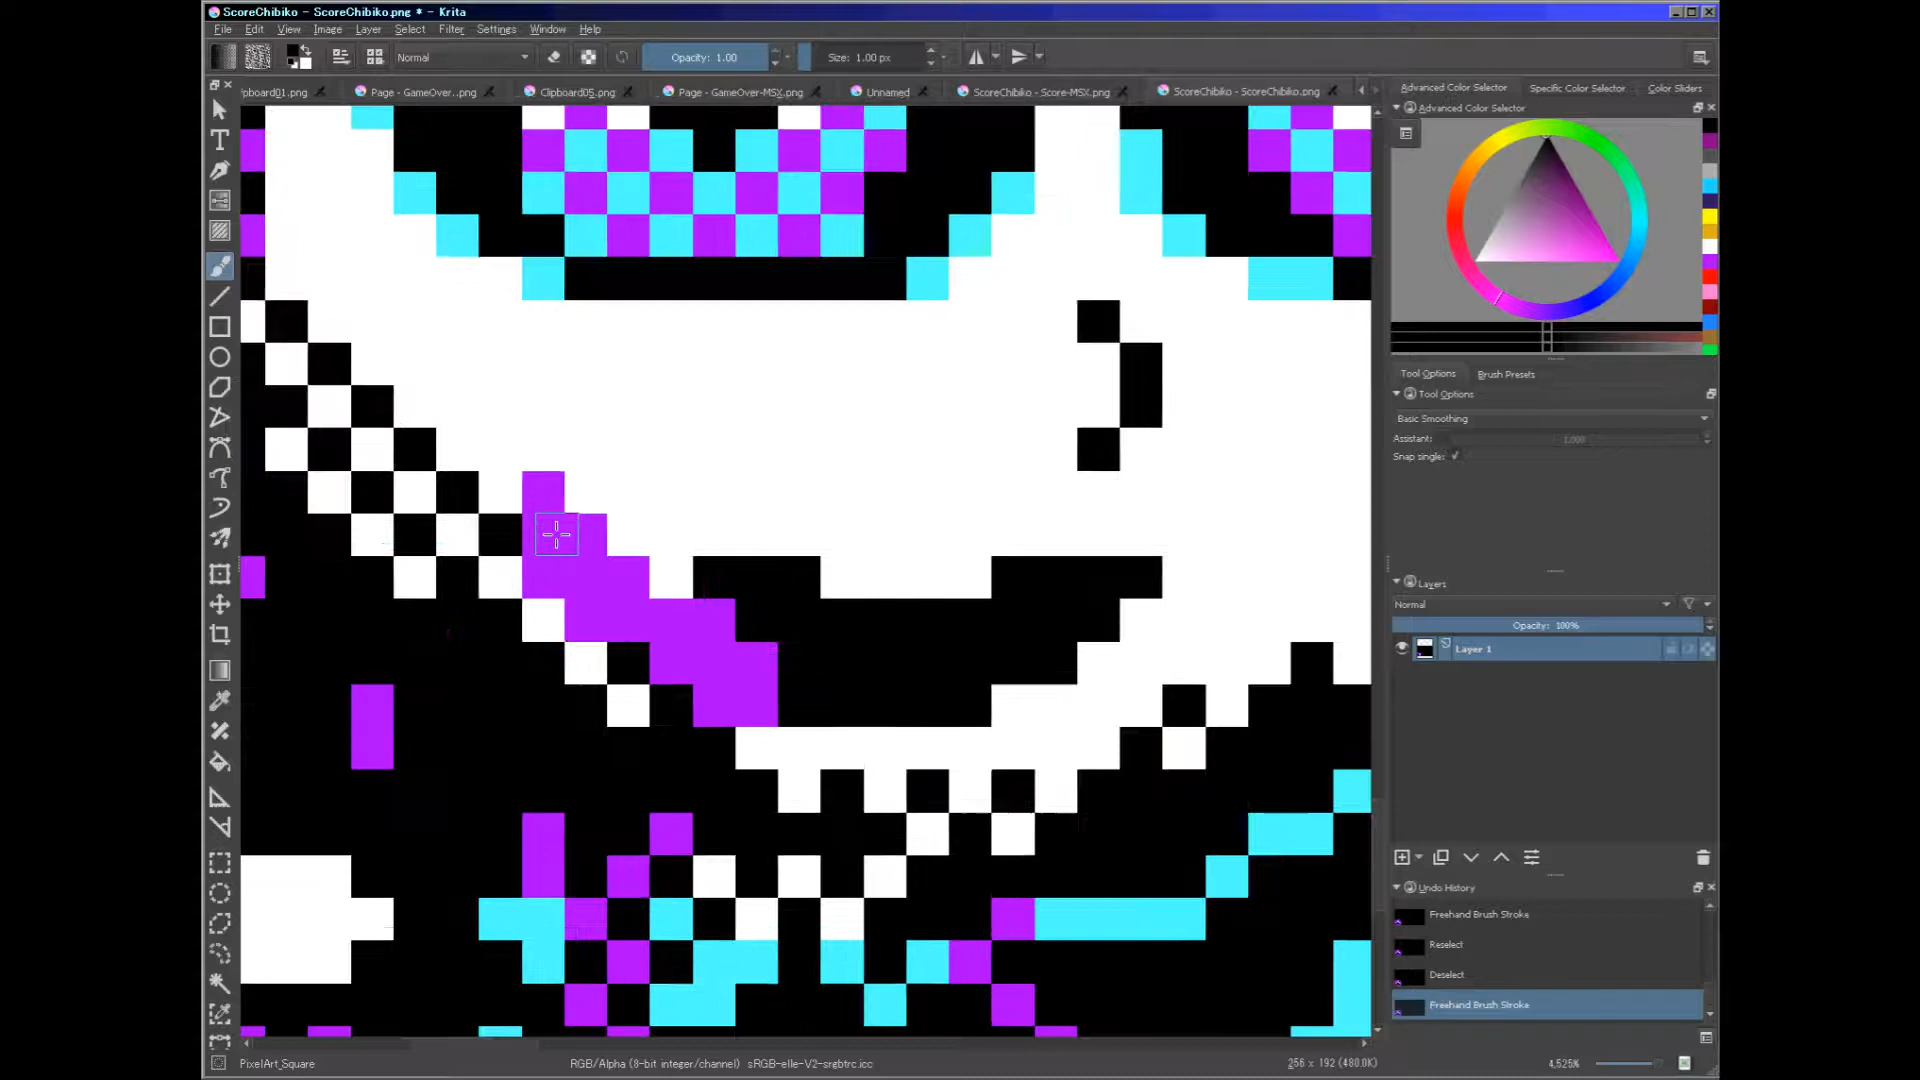 ScoreChibiko – ScoreChibiko.png * – Krita
File Edit View Image Layer Select Filter Settings Window Help
Normal Opacity: 1.00 Size: 1.00 px
pboard01.png Page - GameOver..png Clipboard05.png Page - GameOver-MSX.png Unnamed ScoreChibiko - Score-MSX.png ScoreChibiko - ScoreChibiko.png
Advanced Color Selector Specific Color Selector Color Sliders
Advanced Color Selector
Tool Options Brush Presets
Tool Options
Basic Smoothing
Assistant: 1.000
Snap single: ✓
Layers
Normal
Opacity: 100%
Layer 1
Undo History
Freehand Brush Stroke
Reselect
Deselect
Freehand Brush Stroke
PixelArt_Square RGB/Alpha (8-bit integer/channel) sRGB-elle-V2-srgbtrc.icc 256 x 192 (480.0K) 4,525%